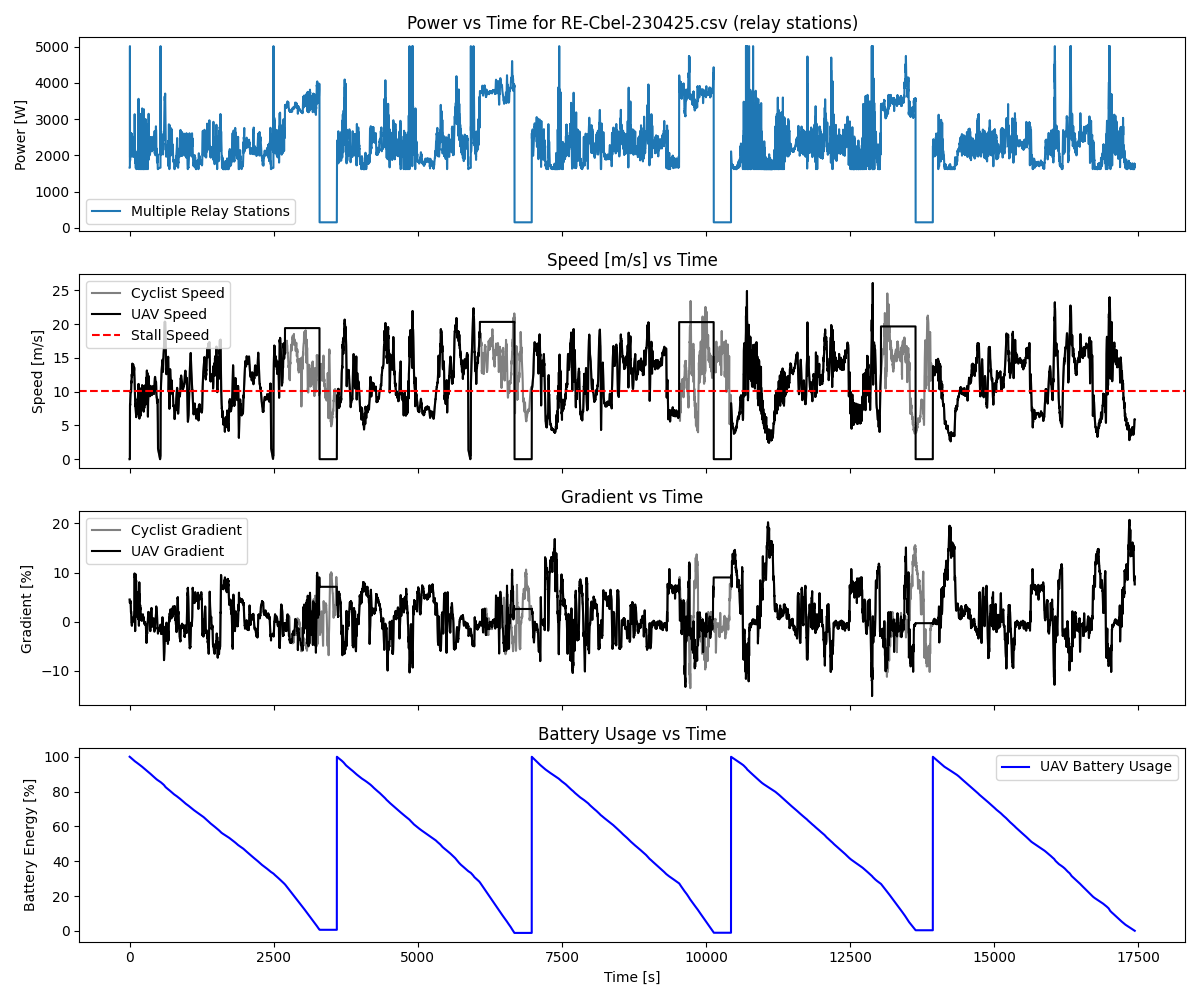 Power vs Time for RE-Cbel-230425.csv (relay stations)
5000
4000
3000
2000
1000
0
Power [W]
Multiple Relay Stations
Speed [m/s] vs Time
25
20
15
10
5
0
Speed [m/s]
Cyclist Speed
UAV Speed
Stall Speed
Gradient vs Time
20
10
0
−10
Gradient [%]
Cyclist Gradient
UAV Gradient
Battery Usage vs Time
100
80
60
40
20
0
Battery Energy [%]
UAV Battery Usage
0 2500 5000 7500 10000 12500 15000 17500
Time [s]